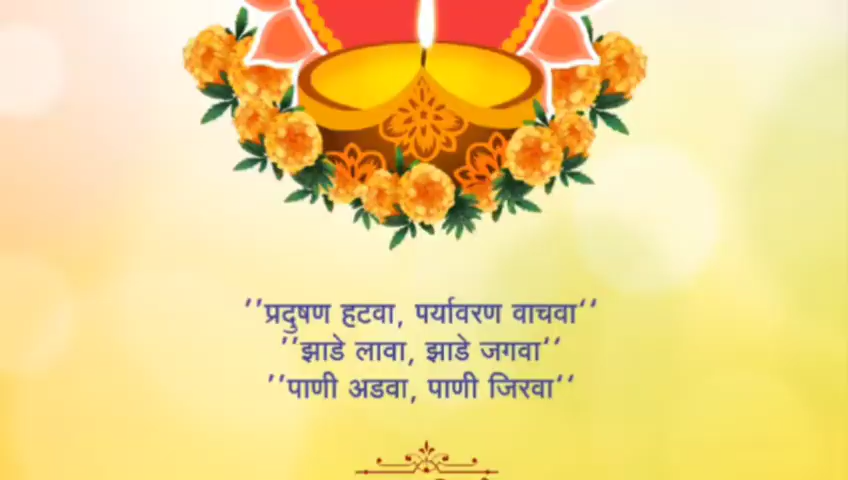 ''प्रदुषण हटवा, पर्यावरण वाचवा‘‘
''झाडे लावा, झाडे जगवा‘‘
''पाणी अडवा, पाणी जिरवा‘‘